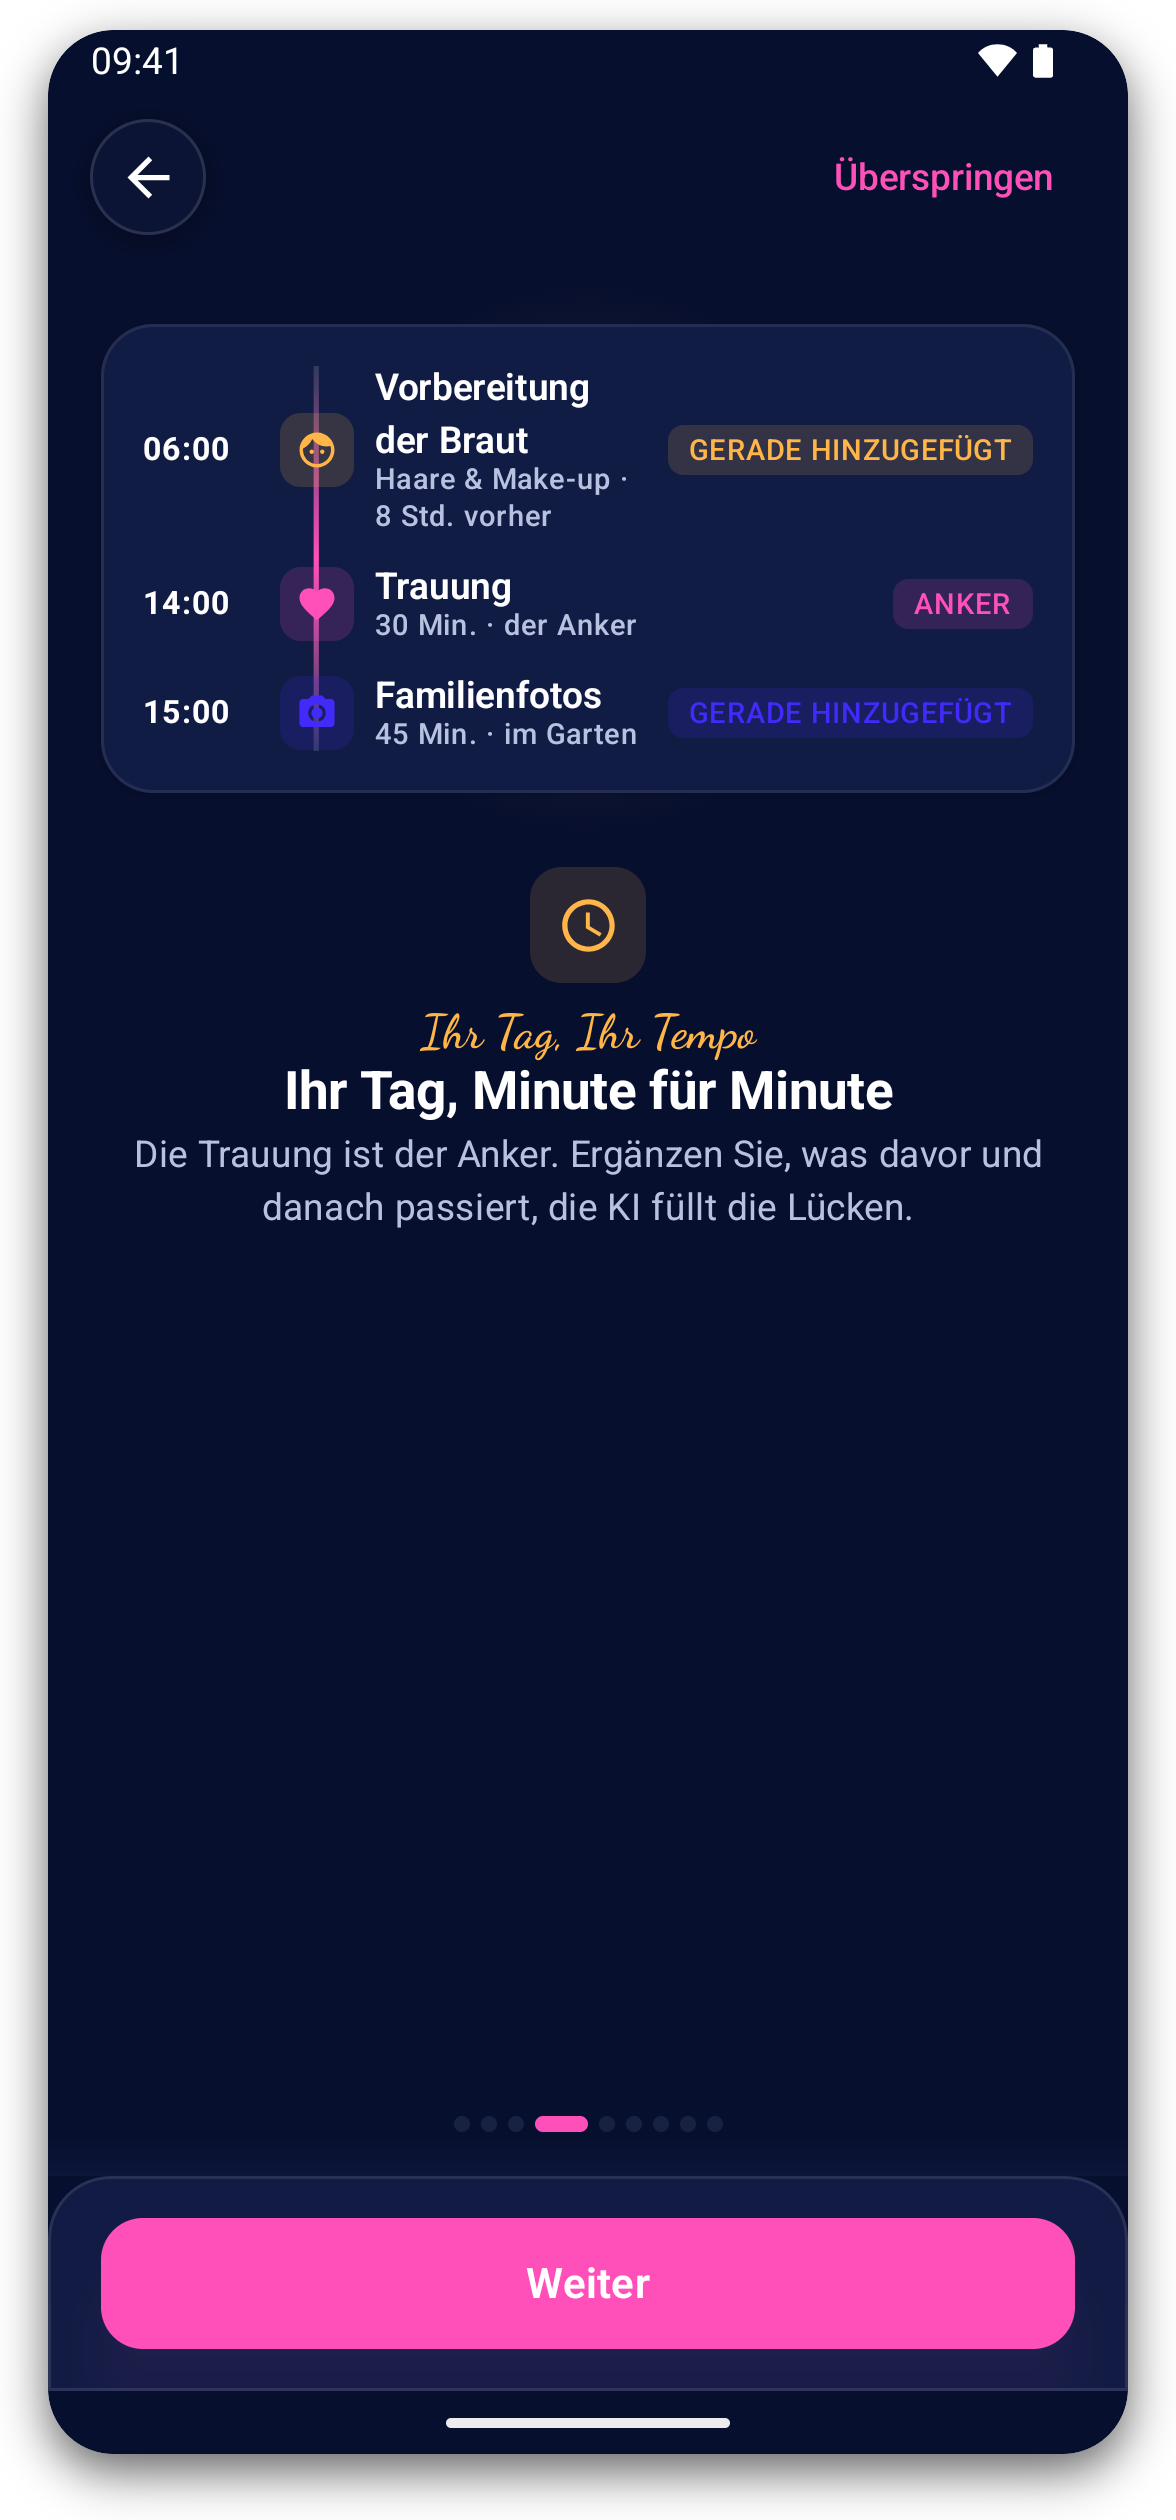 09:41
Überspringen
Vorbereitung
der Braut
06:00
GERADE HINZUGEFÜGT
Haare & Make-up ·
8 Std. vorher
14:00
Trauung
30 Min. · der Anker
ANKER
15:00
Familienfotos
45 Min. · im Garten
GERADE HINZUGEFÜGT
Ihr Tag, Ihr Tempo
Ihr Tag, Minute für Minute
Die Trauung ist der Anker. Ergänzen Sie, was davor und
danach passiert, die KI füllt die Lücken.
Weiter